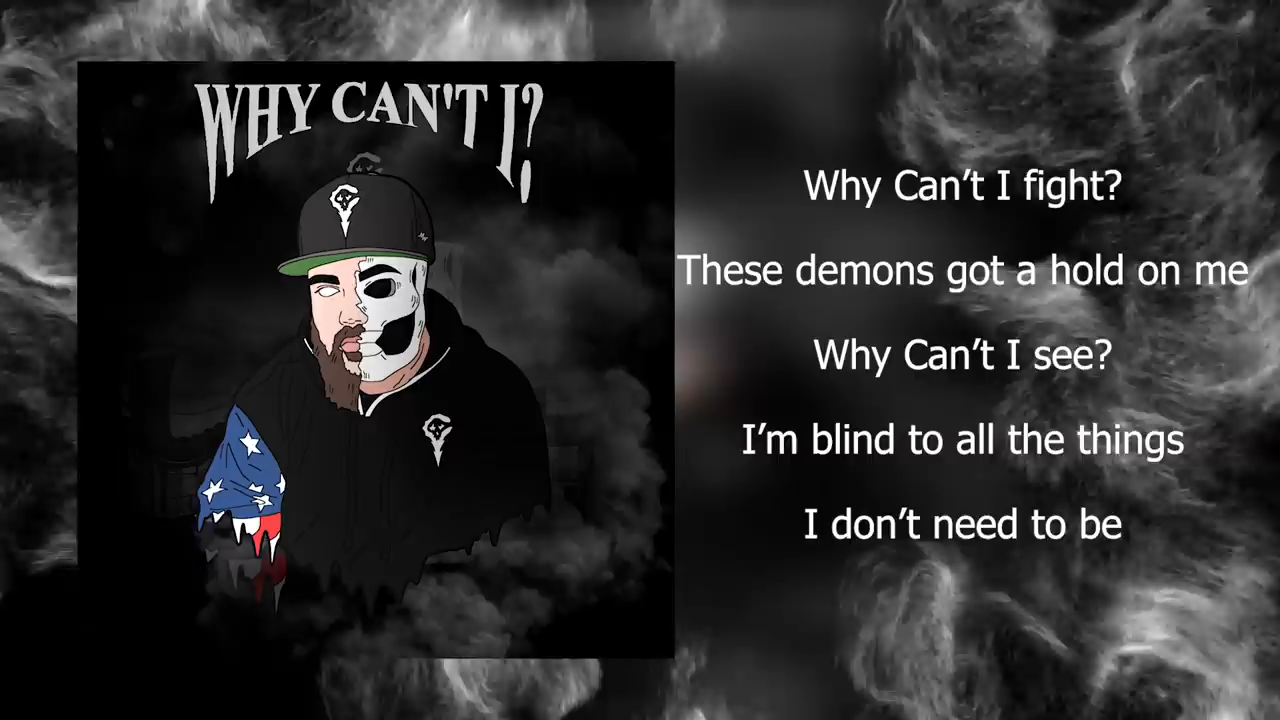 WHY CAN'T I?
Why Can’t I fight?
These demons got a hold on me
Why Can’t I see?
I’m blind to all the things
I don’t need to be